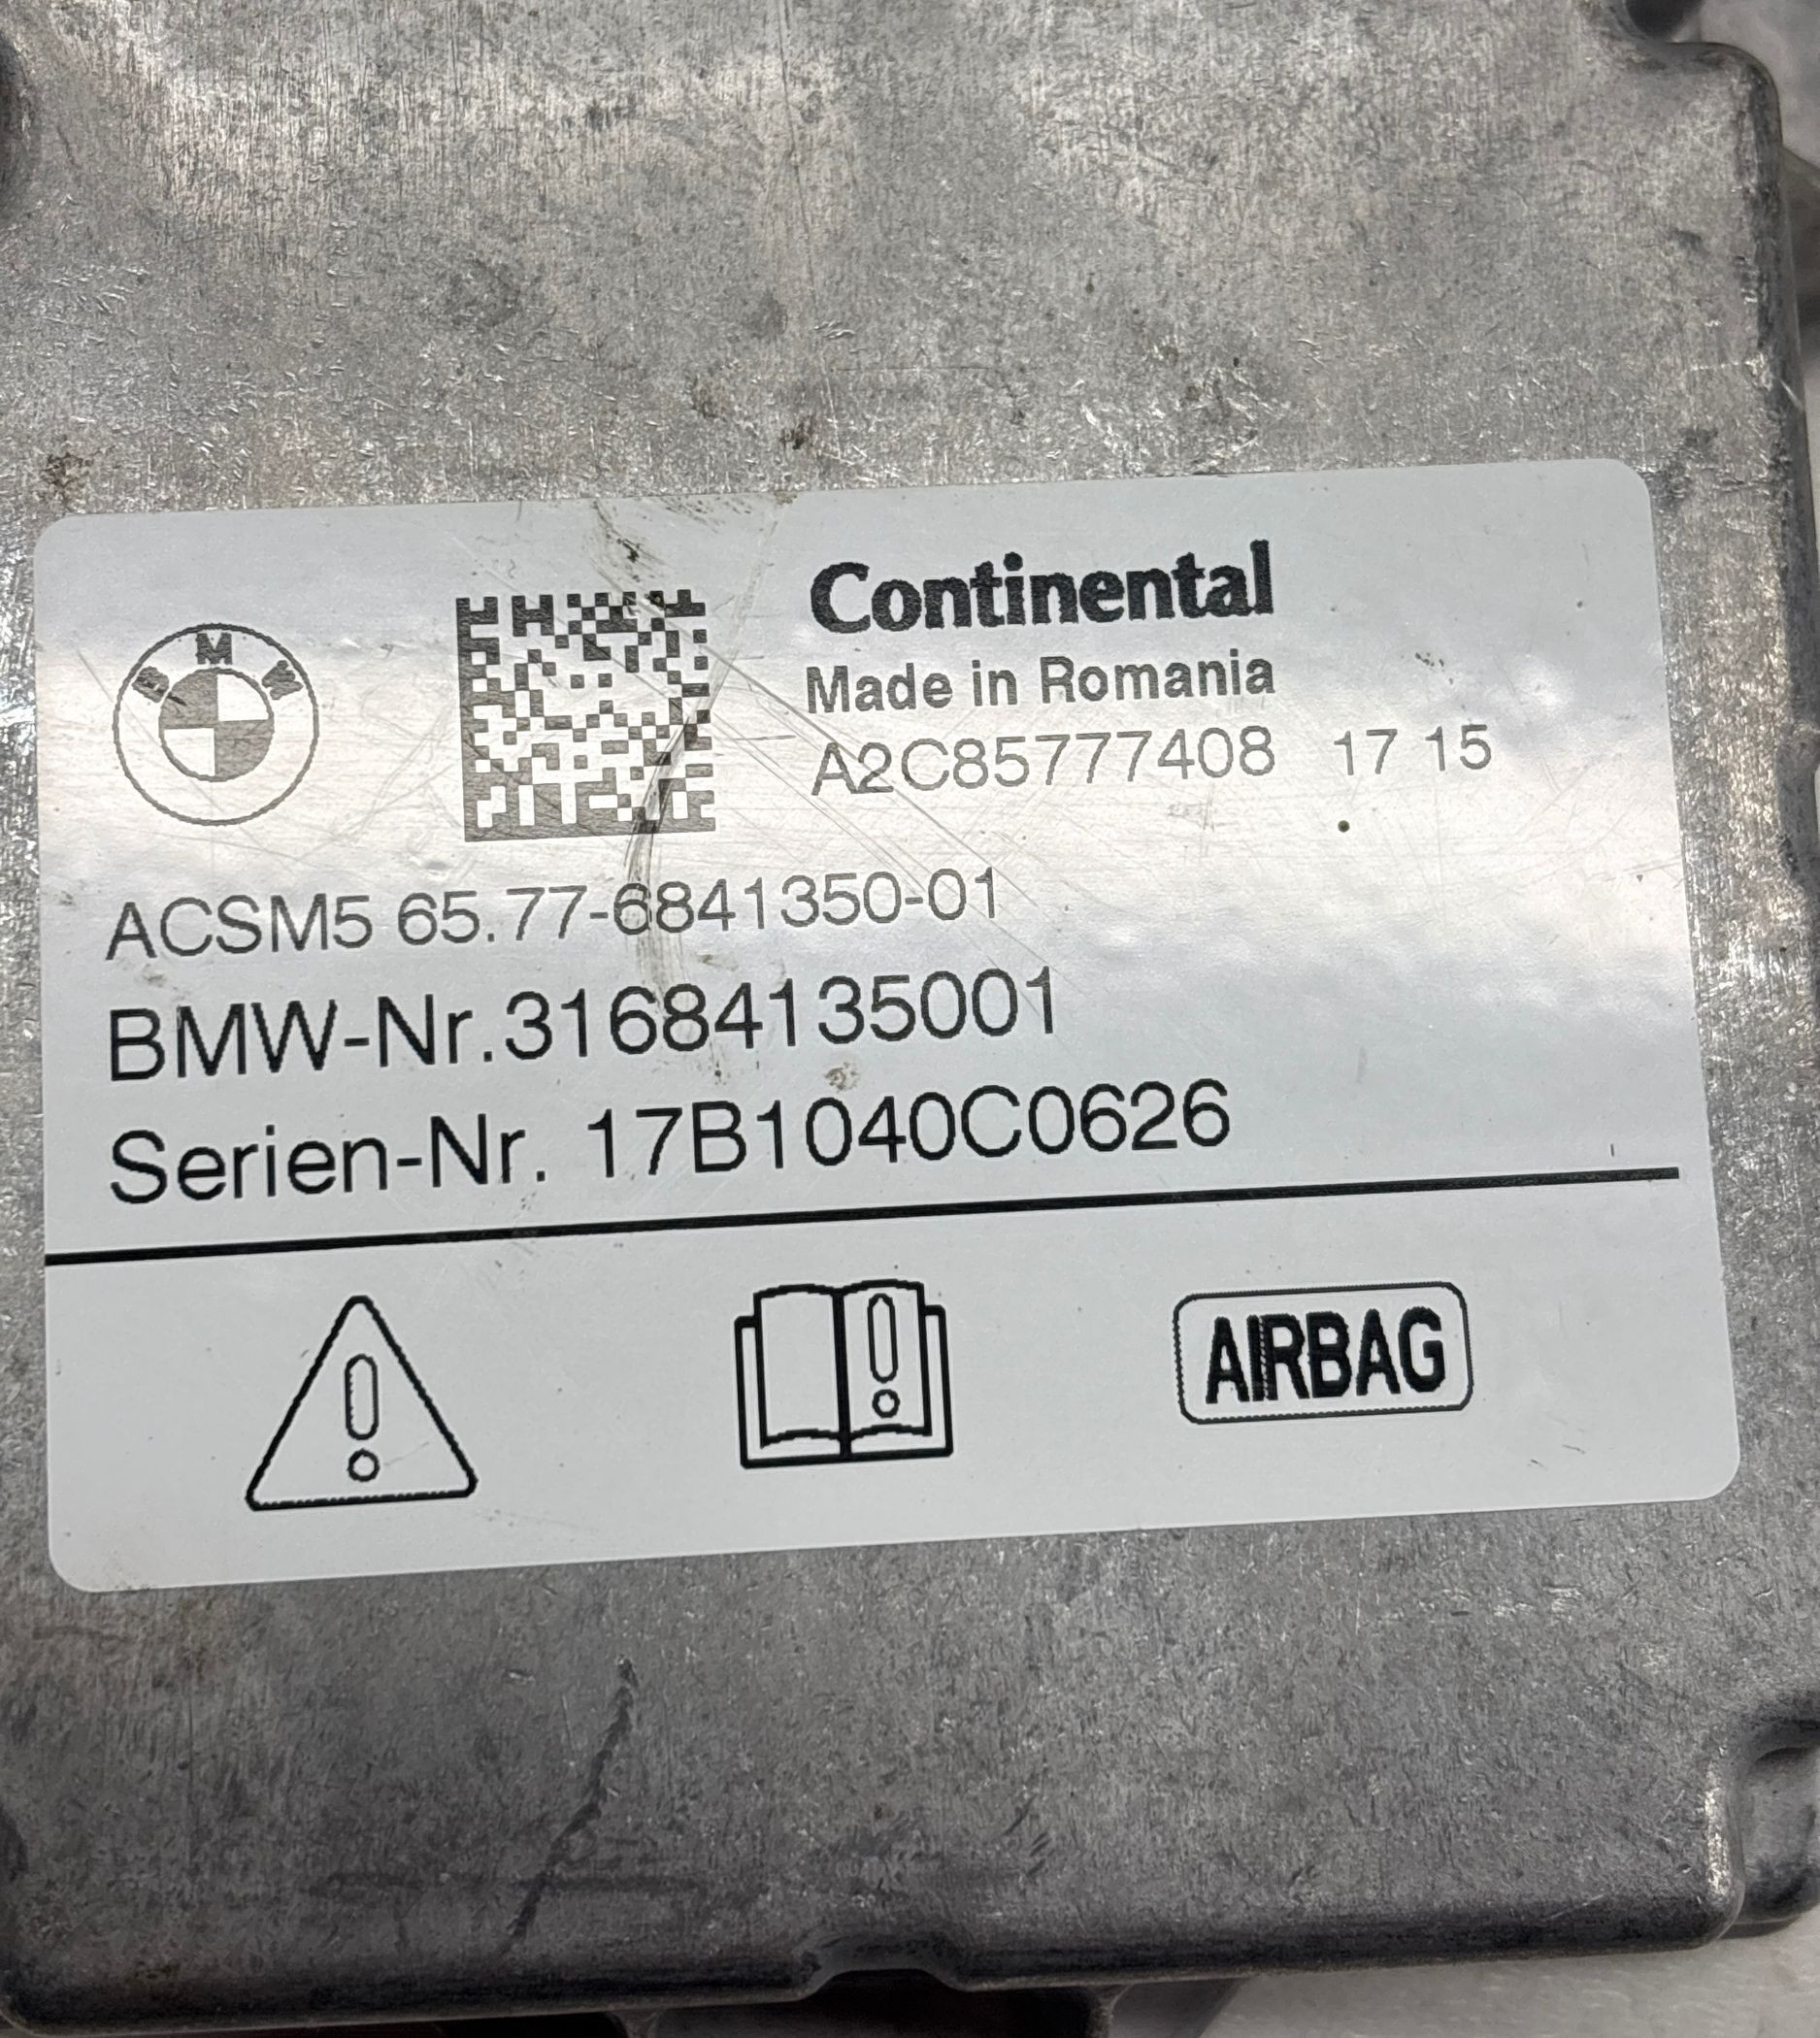 BMW
Continental
Made in Romania
A2C85777408 17 15
ACSM5 65.77-6841350-01
BMW-Nr.31684135001
Serien-Nr. 17B1040C0626
AIRBAG